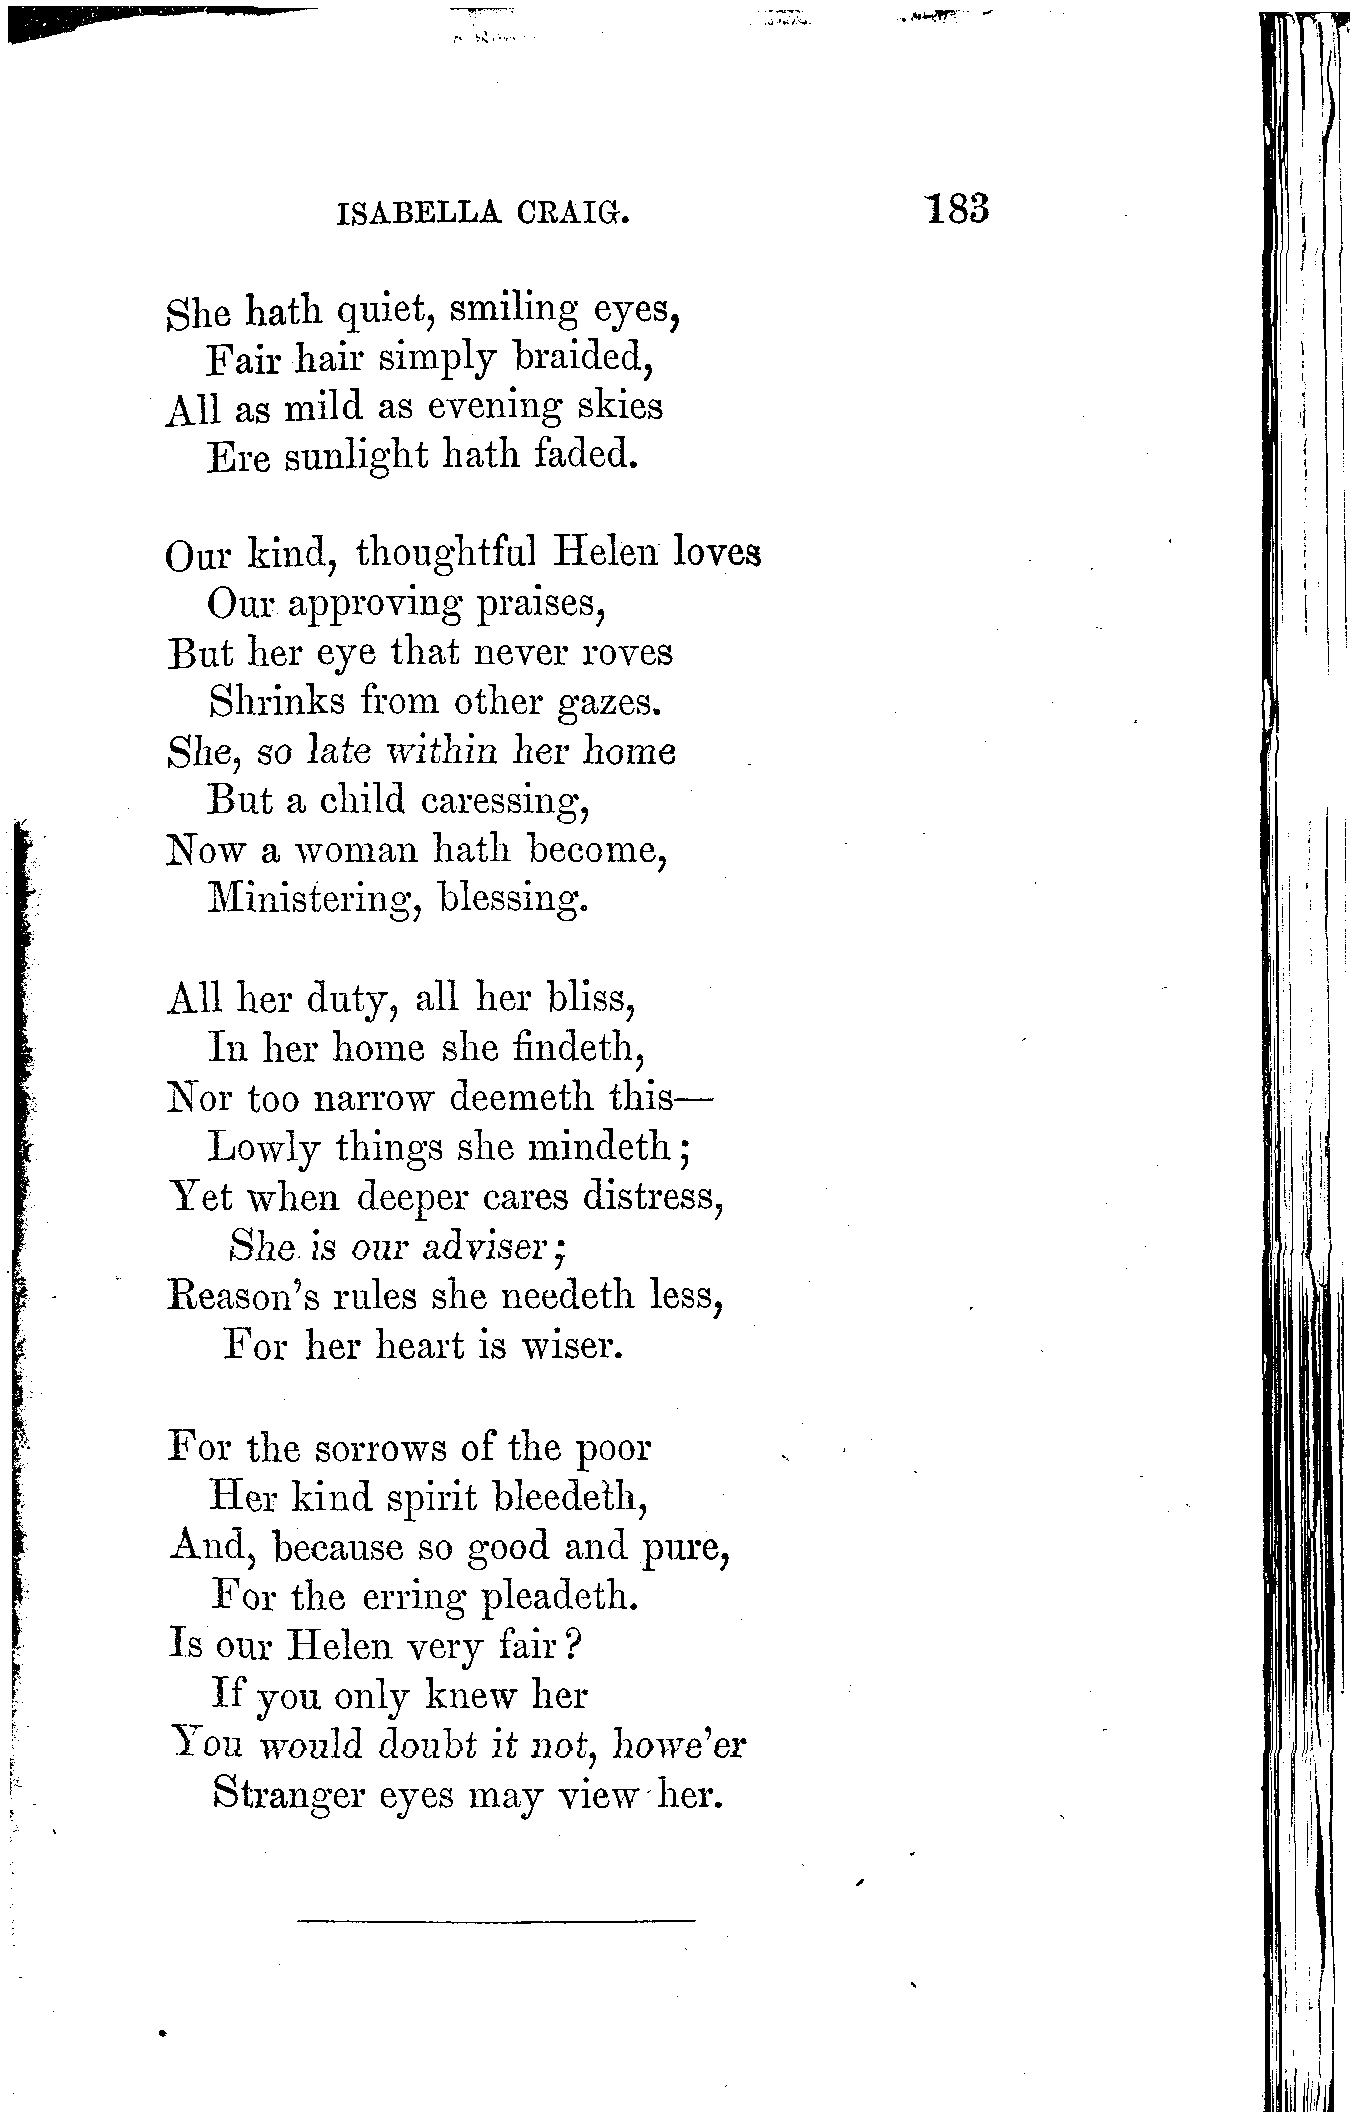 ISABELLA CRAIG. 183
She hath quiet, smiling eyes,
Fair hair simply braided,
All as mild as evening skies
Ere sunlight hath faded.
Our kind, thoughtful Helen loves
Our approving praises,
But her eye that never roves
Shrinks from other gazes.
She, so late within her home
But a child caressing,
Now a woman hath become,
Ministering, blessing.
All her duty, all her bliss,
In her home she findeth,
Nor too narrow deemeth this—
Lowly things she mindeth;
Yet when deeper cares distress,
She is our adviser;
Reason's rules she needeth less,
For her heart is wiser.
For the sorrows of the poor
Her kind spirit bleedeth,
And, because so good and pure,
For the erring pleadeth.
Is our Helen very fair?
If you only knew her
You would doubt it not, howe'er
Stranger eyes may view her.